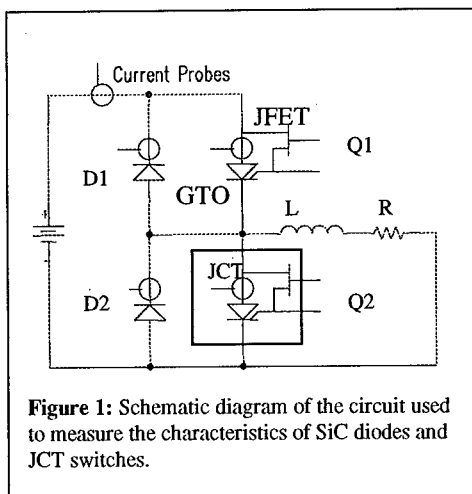 Current Probes
JFET
Q1
D1
GTO
L
R
+
-
JCT
D2
Q2
Figure 1: Schematic diagram of the circuit used
to measure the characteristics of SiC diodes and
JCT switches.